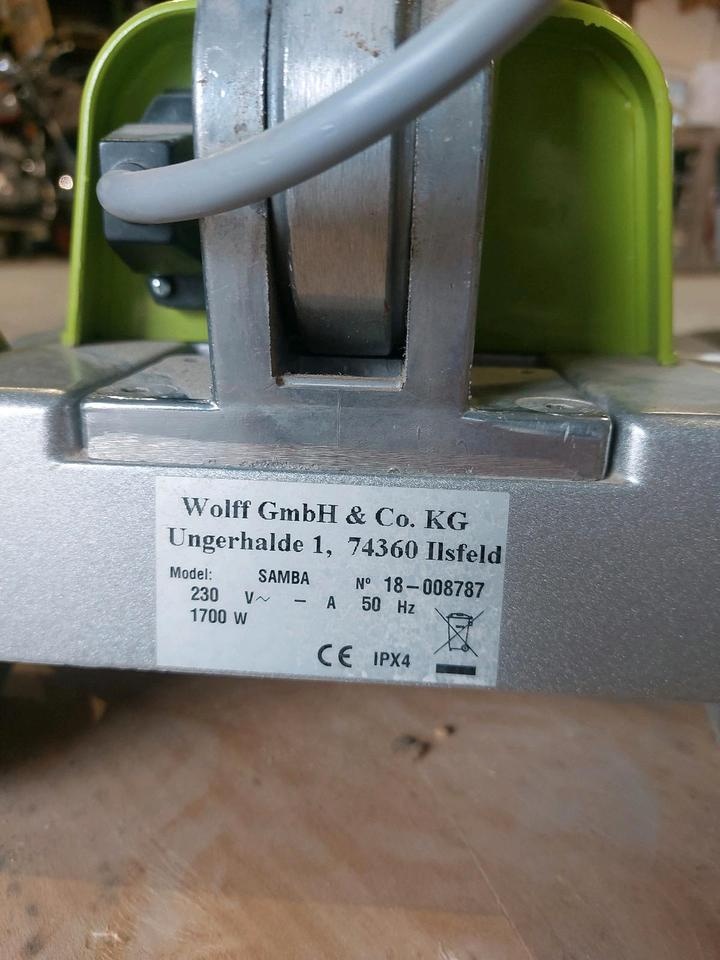 Wolff GmbH & Co. KG
Ungerhalde 1, 74360 Ilsfeld
Model: SAMBA Nº 18-008787
230 V~ – A 50 Hz
1700 W
CE IPX4